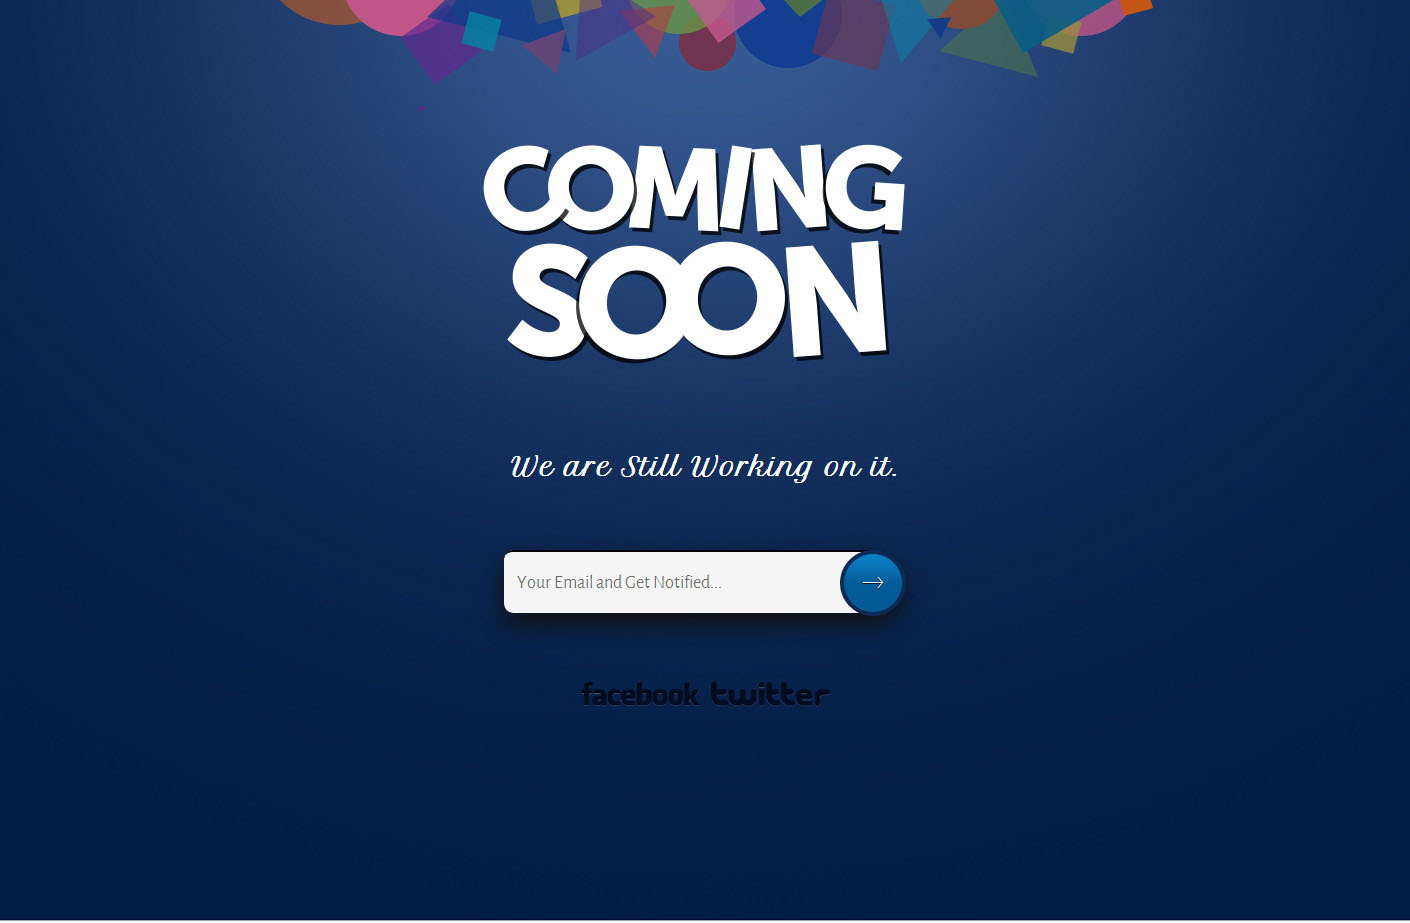 COMING
SOON
We are Still Working on it.
Your Email and Get Notified...
facebook twitter